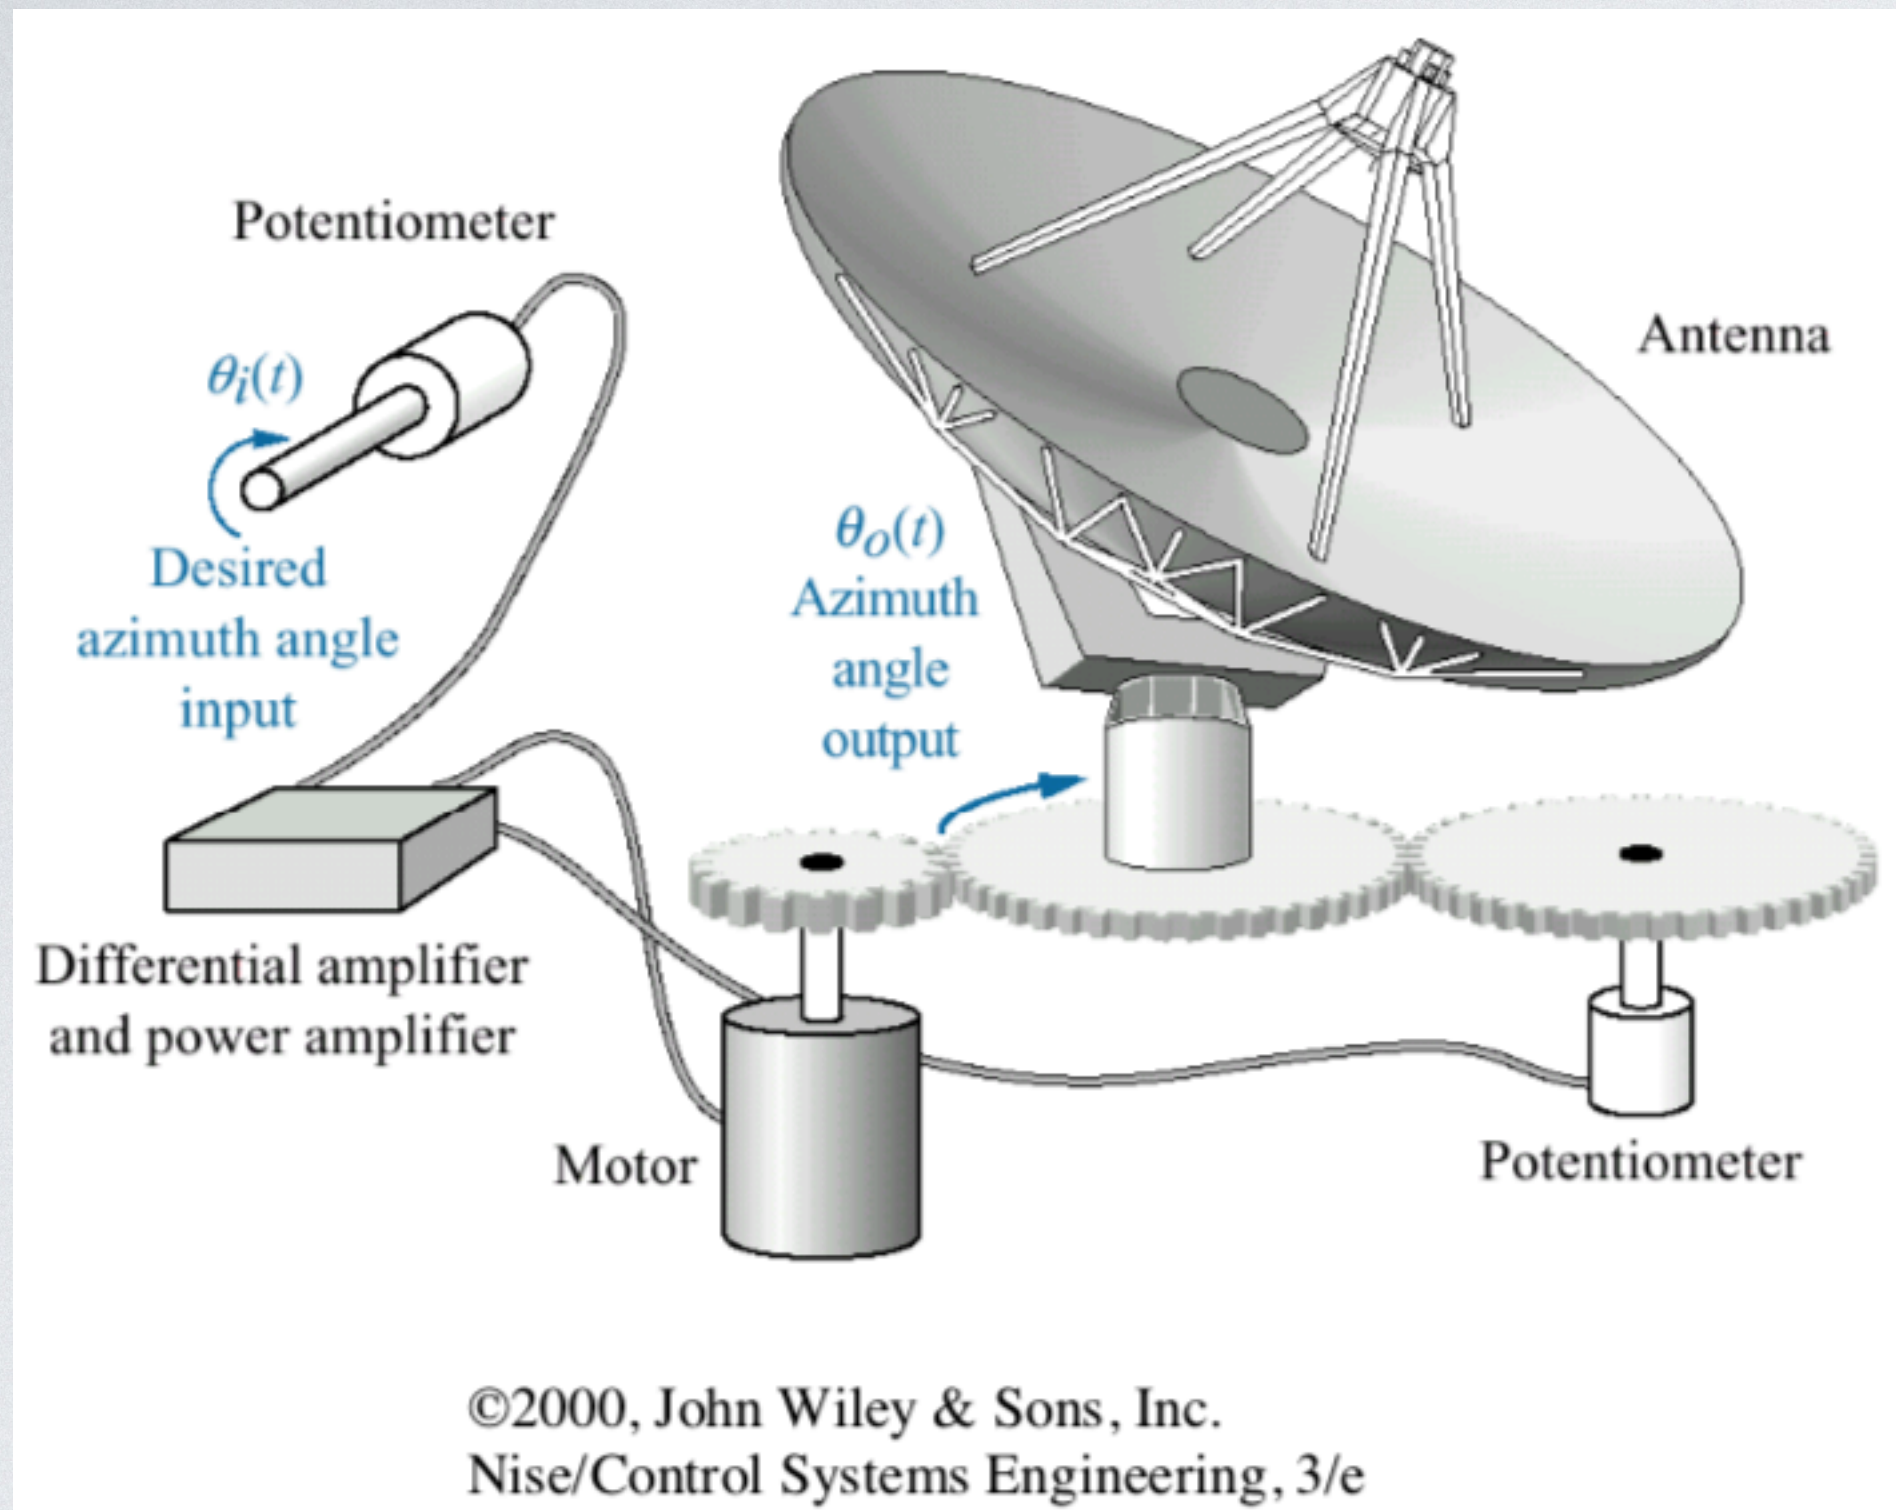 Potentiometer
Antenna
θi(t)
Desired
azimuth angle
input
θo(t)
Azimuth
angle
output
Differential amplifier
and power amplifier
Motor
Potentiometer
©2000, John Wiley & Sons, Inc.
Nise/Control Systems Engineering, 3/e